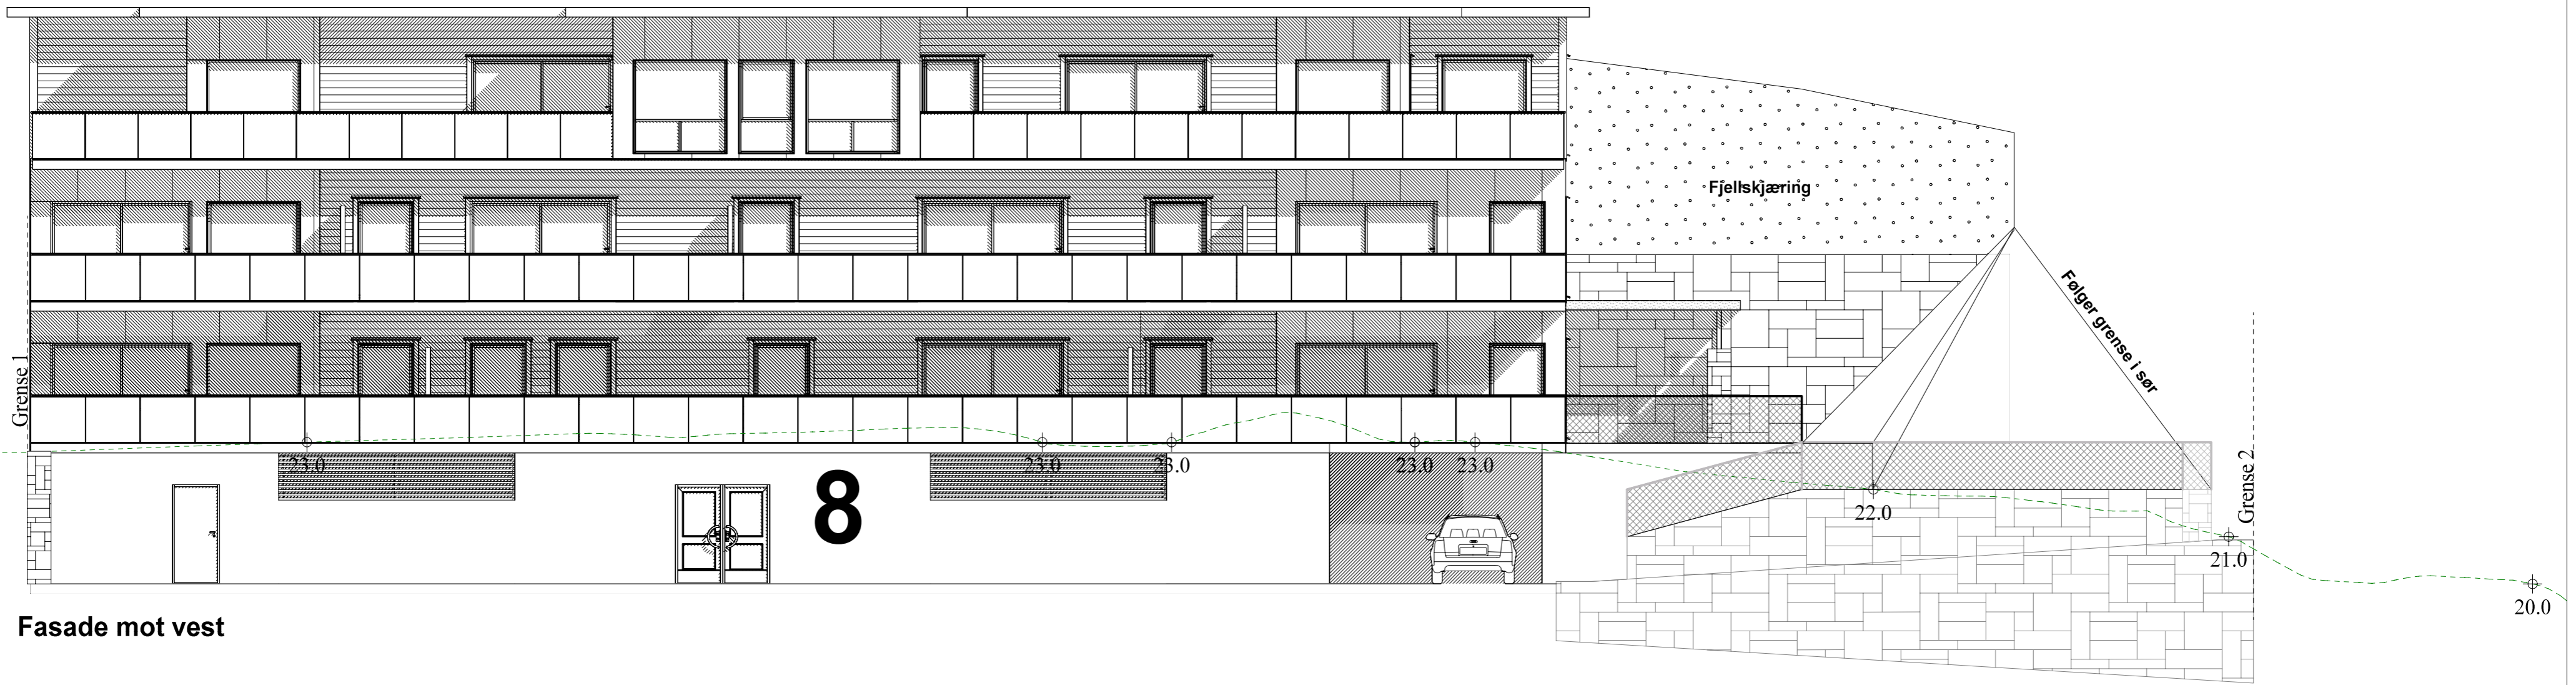 Fjellskjæring
Følger grense i sør
Grense 1
23.0
23.0
23.0
23.0
23.0
8
Grense 2
22.0
21.0
20.0
Fasade mot vest